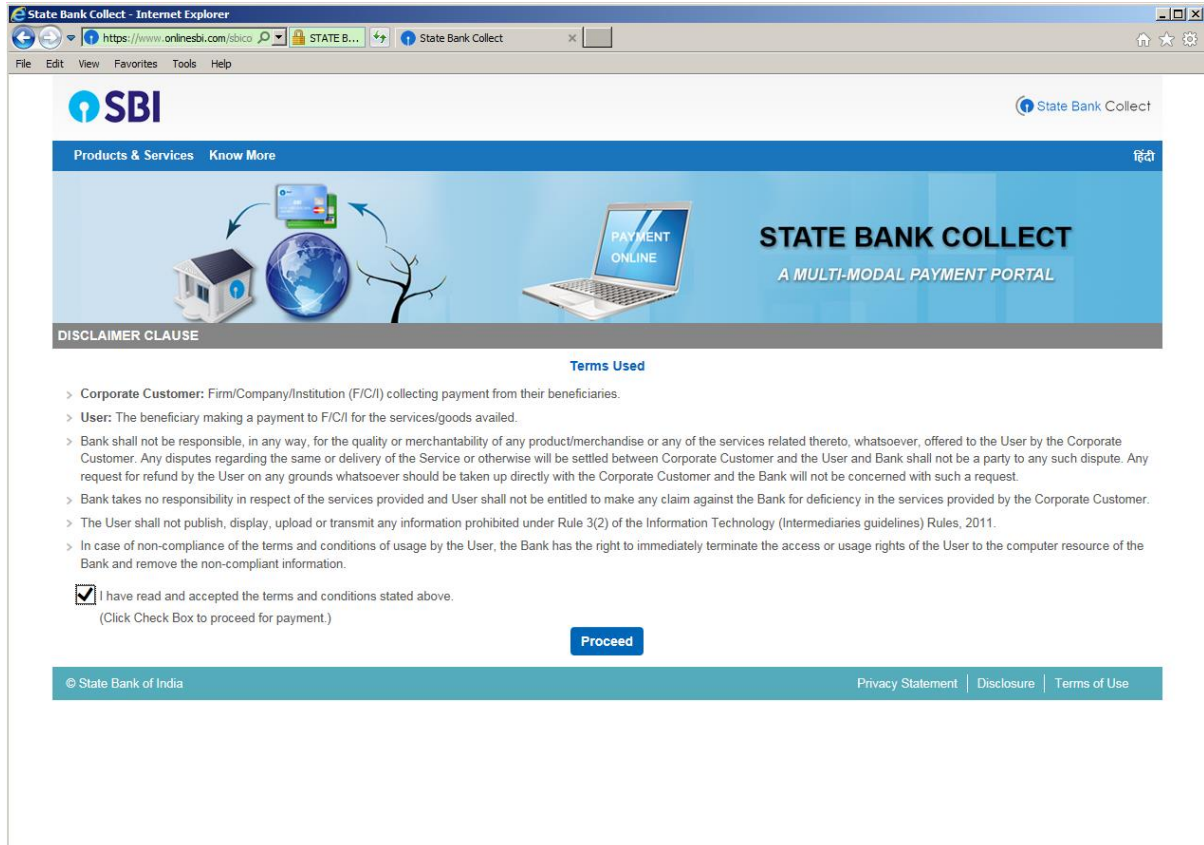 State Bank Collect - Internet Explorer
https://www.onlinesbi.com/sbico
STATE B...
State Bank Collect
File Edit View Favorites Tools Help
SBI
State Bank Collect
Products & Services Know More
हिंदी
PAYMENT
ONLINE
STATE BANK COLLECT
A MULTI-MODAL PAYMENT PORTAL
DISCLAIMER CLAUSE
Terms Used
Corporate Customer: Firm/Company/Institution (F/C/I) collecting payment from their beneficiaries.
User: The beneficiary making a payment to F/C/I for the services/goods availed.
Bank shall not be responsible, in any way, for the quality or merchantability of any product/merchandise or any of the services related thereto, whatsoever, offered to the User by the Corporate
Customer. Any disputes regarding the same or delivery of the Service or otherwise will be settled between Corporate Customer and the User and Bank shall not be a party to any such dispute. Any
request for refund by the User on any grounds whatsoever should be taken up directly with the Corporate Customer and the Bank will not be concerned with such a request.
Bank takes no responsibility in respect of the services provided and User shall not be entitled to make any claim against the Bank for deficiency in the services provided by the Corporate Customer.
The User shall not publish, display, upload or transmit any information prohibited under Rule 3(2) of the Information Technology (Intermediaries guidelines) Rules, 2011.
In case of non-compliance of the terms and conditions of usage by the User, the Bank has the right to immediately terminate the access or usage rights of the User to the computer resource of the
Bank and remove the non-compliant information.
I have read and accepted the terms and conditions stated above.
(Click Check Box to proceed for payment.)
Proceed
© State Bank of India
Privacy Statement | Disclosure | Terms of Use